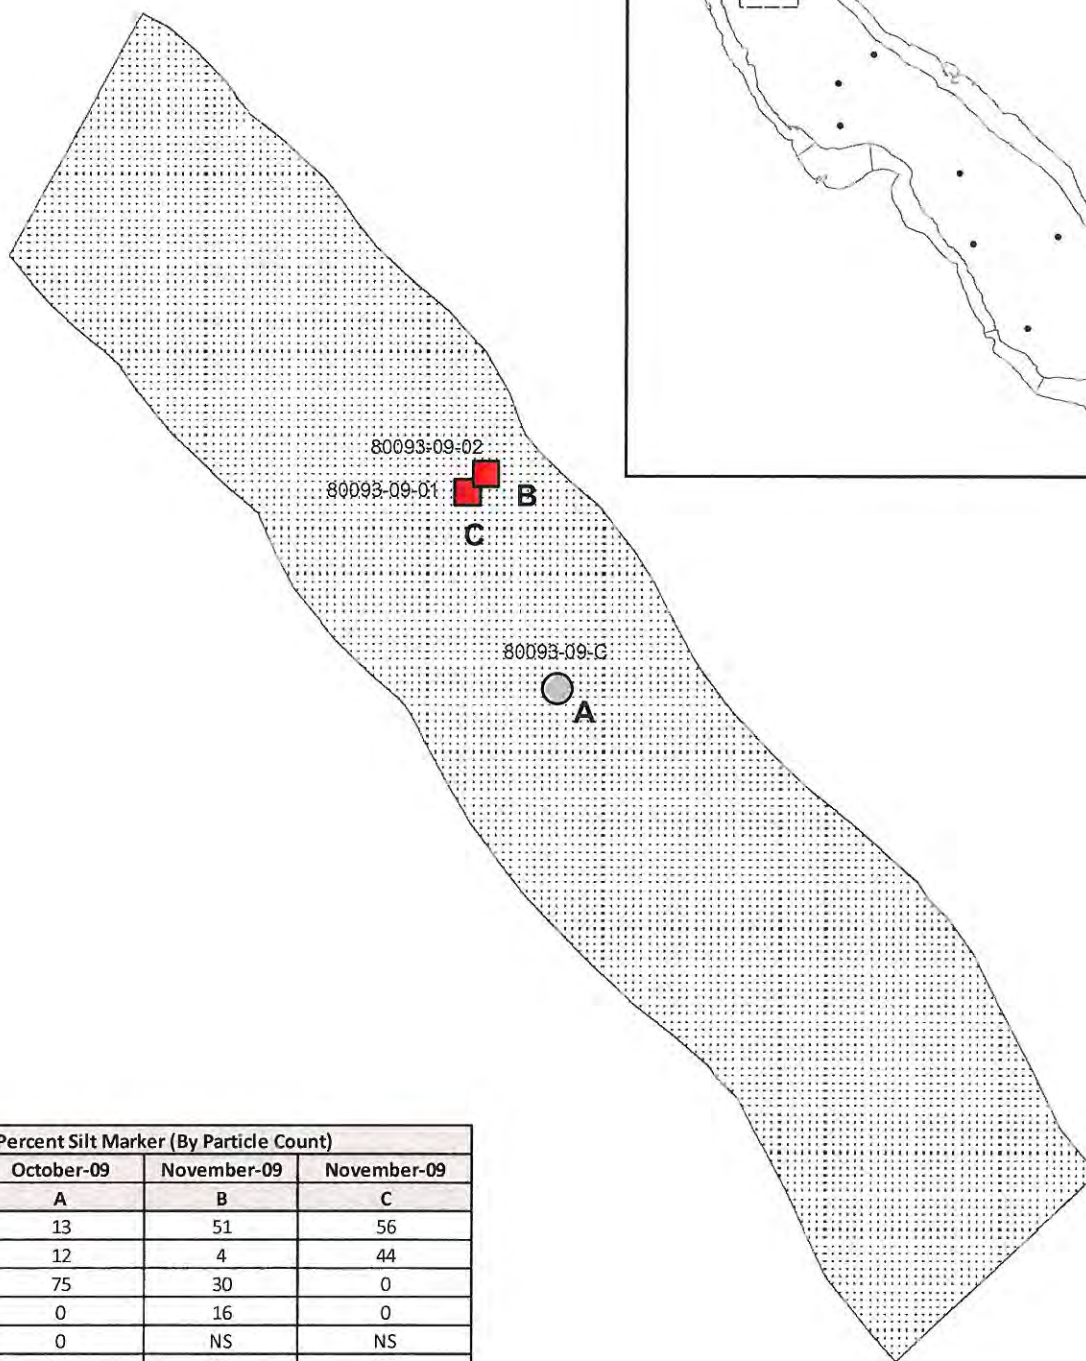 80093-09-02
80093-09-01
B
C
80093-09-C
A
Percent Silt Marker (By Particle Count)
October-09 November-09 November-09
A B C
13 51 56
12 4 44
75 30 0
0 16 0
0 NS NS